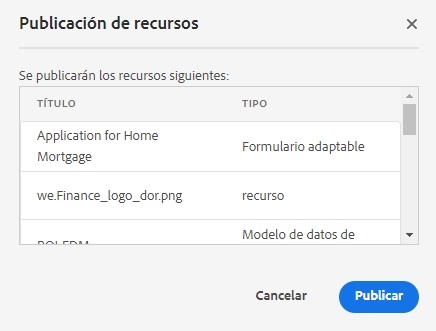 Publicación de recursos
Se publicarán los recursos siguientes:
TÍTULO TIPO
Application for Home
Mortgage
Formulario adaptable
we.Finance_logo_dor.png recurso
Modelo de datos de
Cancelar Publicar